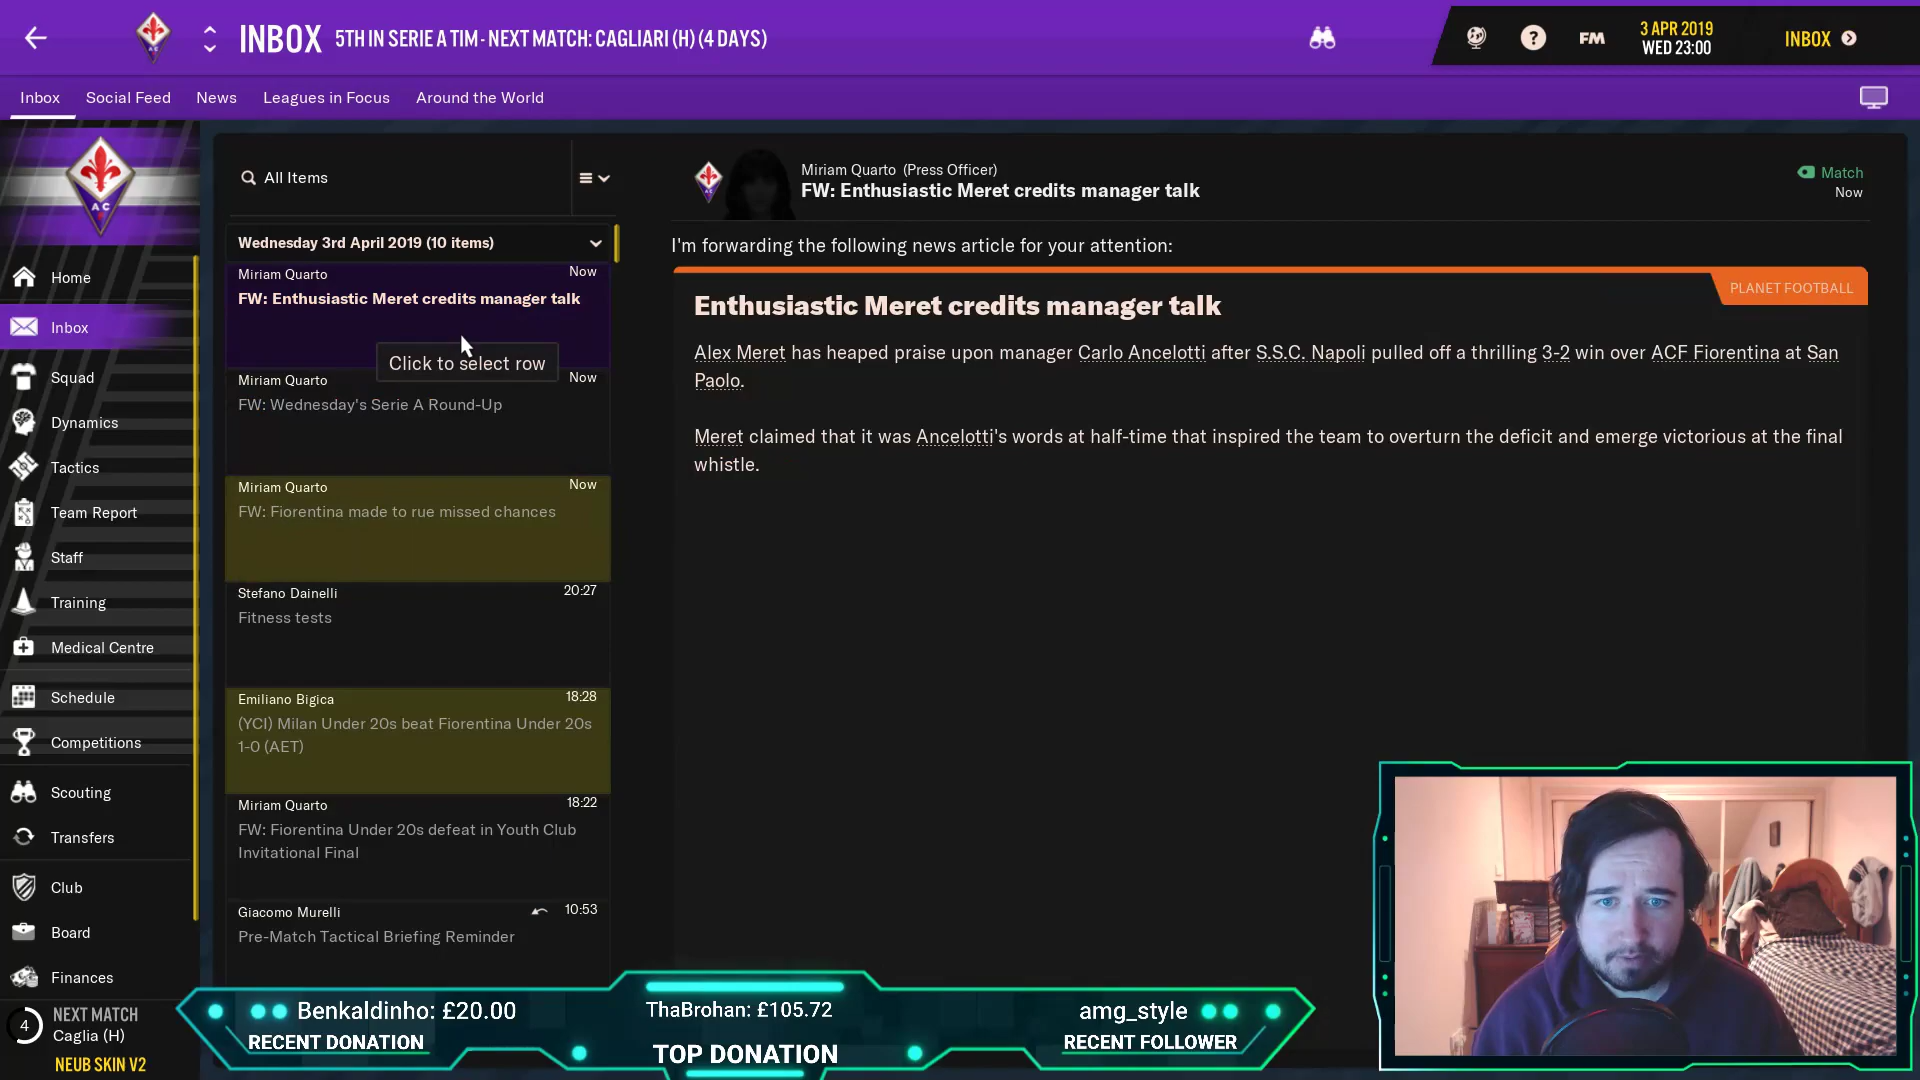 INBOX
5TH IN SERIE A TIM - NEXT MATCH: CAGLIARI (H) (4 DAYS)
FM
3 APR 2019
WED 23:00
INBOX
Inbox
Social Feed
News
Leagues in Focus
Around the World
Home
Inbox
Squad
Dynamics
Tactics
Team Report
Staff
Training
Medical Centre
Schedule
Competitions
Scouting
Transfers
Club
Board
Finances
4
NEXT MATCH
Caglia (H)
NEUB SKIN V2
All Items
Wednesday 3rd April 2019 (10 items)
Miriam Quarto
Now
FW: Enthusiastic Meret credits manager talk
Click to select row
Miriam Quarto
Now
FW: Wednesday's Serie A Round-Up
Miriam Quarto
Now
FW: Fiorentina made to rue missed chances
Stefano Dainelli
20:27
Fitness tests
Emiliano Bigica
18:28
(YCI) Milan Under 20s beat Fiorentina Under 20s
1-0 (AET)
Miriam Quarto
18:22
FW: Fiorentina Under 20s defeat in Youth Club
Invitational Final
Giacomo Murelli
10:53
Pre-Match Tactical Briefing Reminder
Miriam Quarto (Press Officer)
FW: Enthusiastic Meret credits manager talk
Match
Now
I'm forwarding the following news article for your attention:
PLANET FOOTBALL
Enthusiastic Meret credits manager talk
Alex Meret has heaped praise upon manager Carlo Ancelotti after S.S.C. Napoli pulled off a thrilling 3-2 win over ACF Fiorentina at San
Paolo.
Meret claimed that it was Ancelotti's words at half-time that inspired the team to overturn the deficit and emerge victorious at the final
whistle.
Benkaldinho: £20.00
RECENT DONATION
ThaBrohan: £105.72
TOP DONATION
amg_style
RECENT FOLLOWER